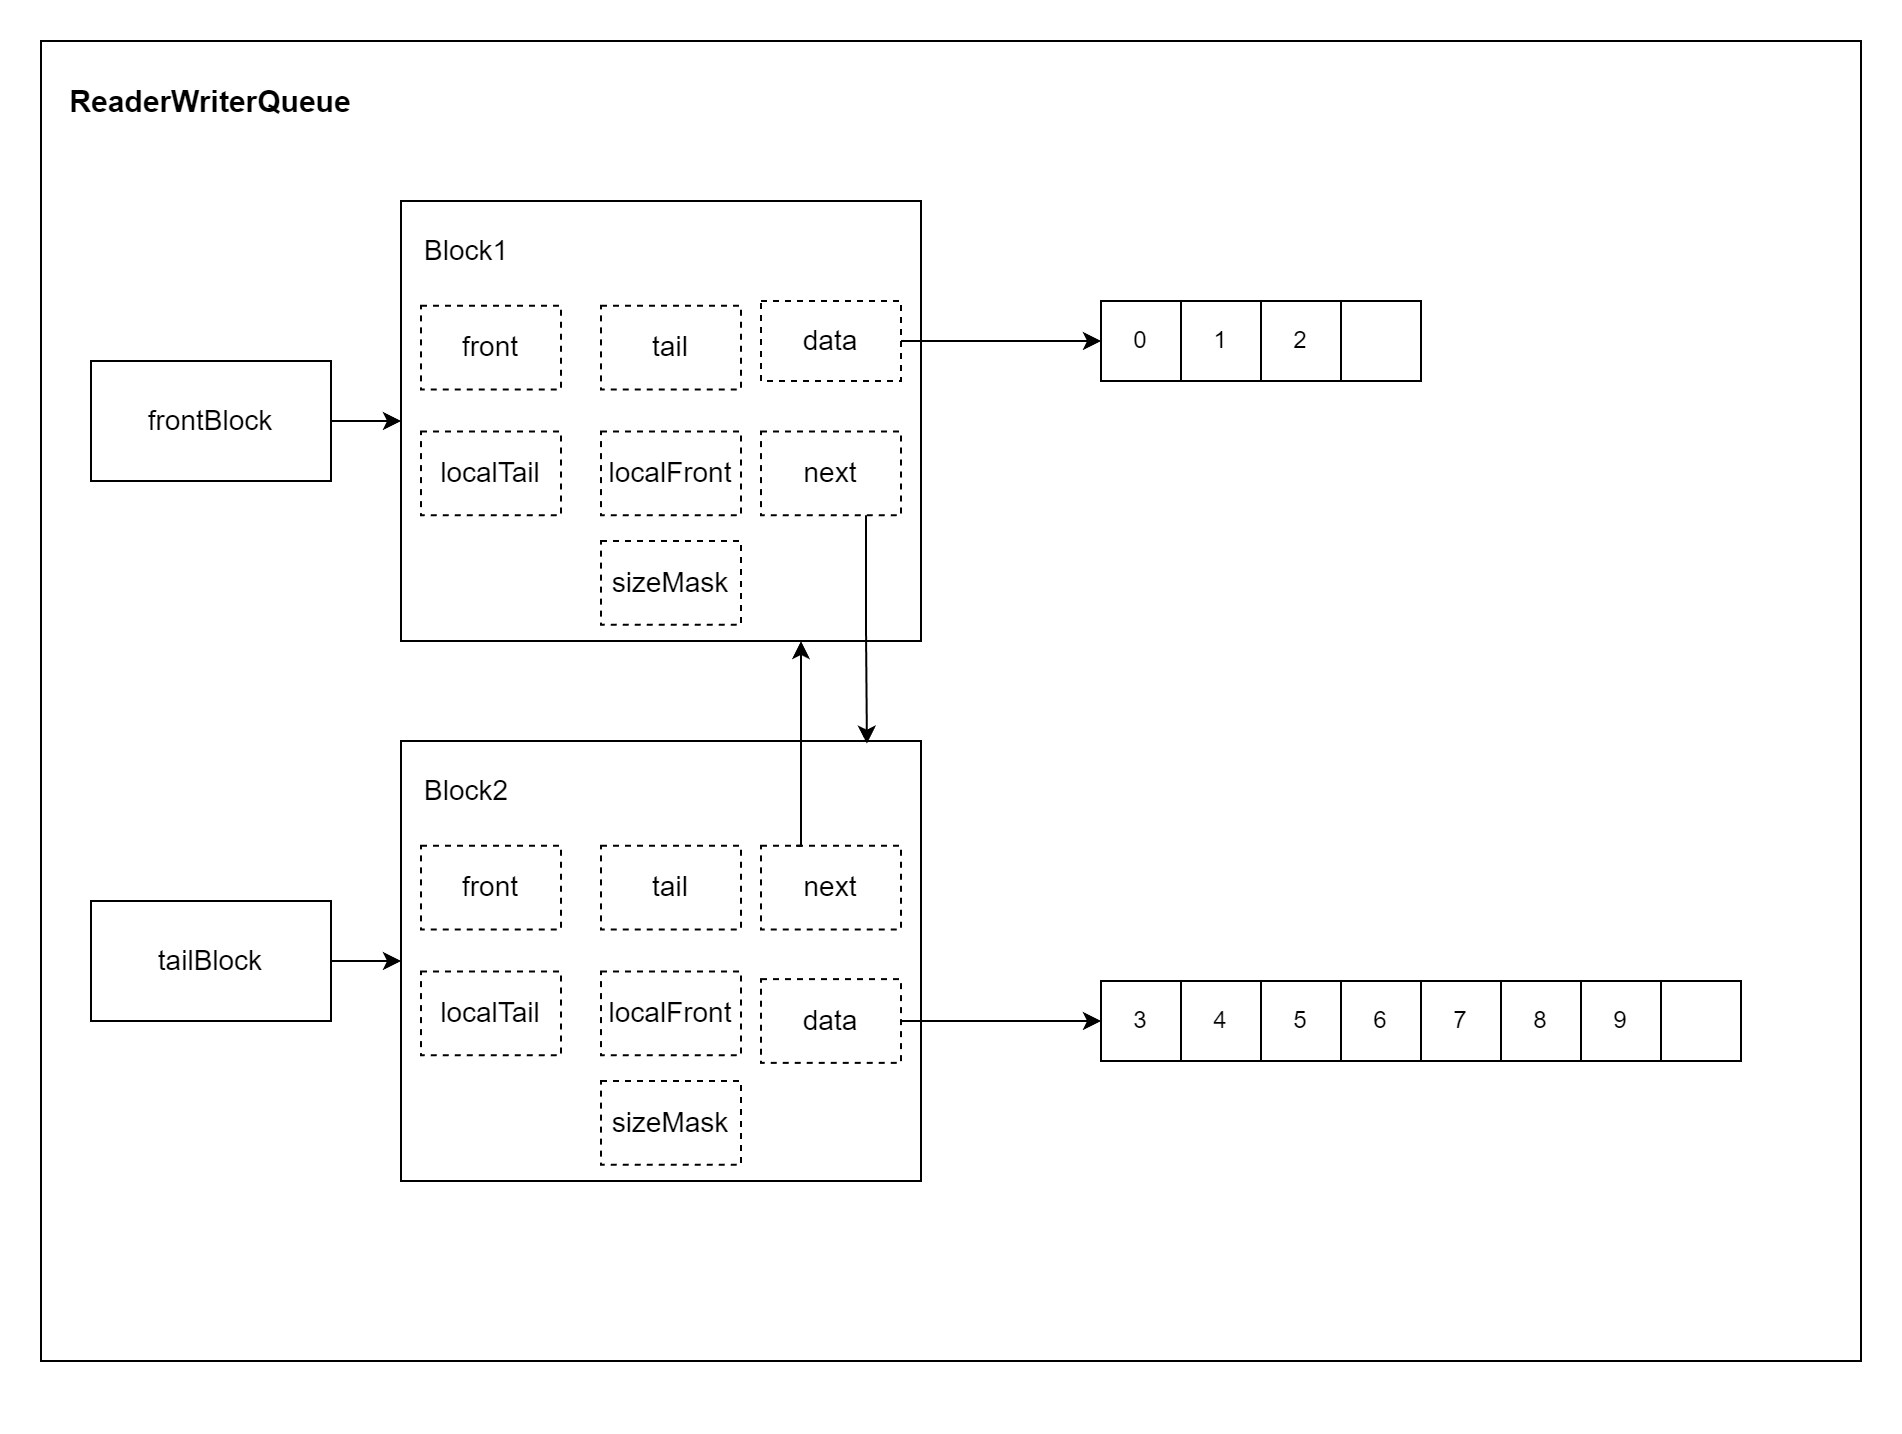 ReaderWriterQueue
Block1
front
tail
data
0
1
2
frontBlock
localTail
localFront
next
sizeMask
Block2
front
tail
next
tailBlock
localTail
localFront
data
3
4
5
6
7
8
9
sizeMask